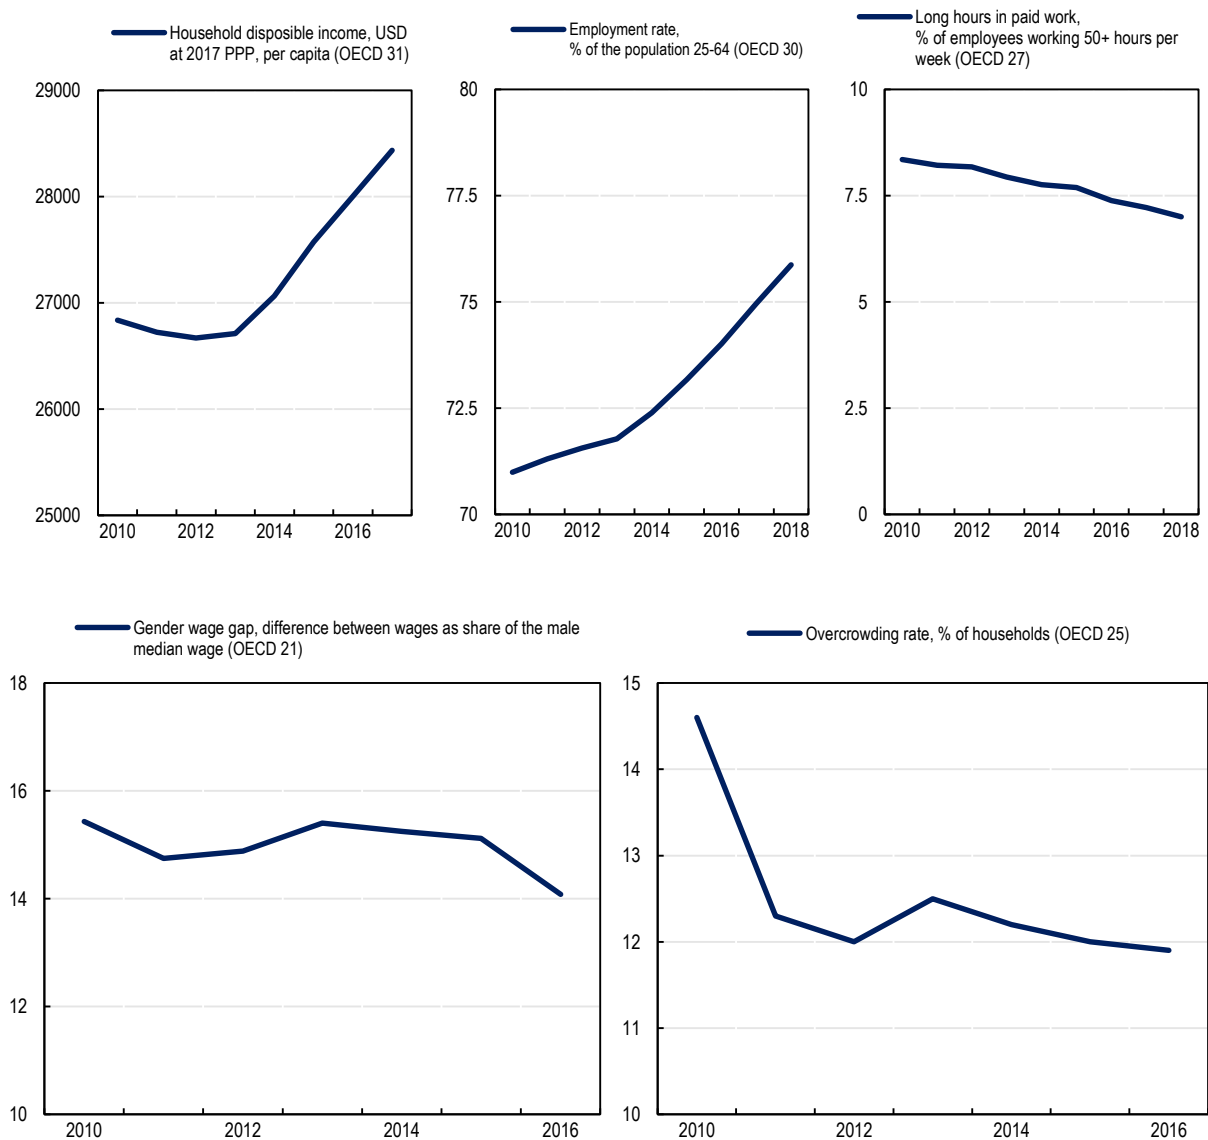 Household disposable income, USD
at 2017 PPP, per capita (OECD 31)
29000
28000
27000
26000
25000
2010 2012 2014 2016
Employment rate,
% of the population 25-64 (OECD 30)
80
77.5
75
72.5
70
2010 2012 2014 2016 2018
Long hours in paid work,
% of employees working 50+ hours per
week (OECD 27)
10
7.5
5
2.5
0
2010 2012 2014 2016 2018
Gender wage gap, difference between wages as share of the male
median wage (OECD 21)
18
16
14
12
10
2010 2012 2014 2016
Overcrowding rate, % of households (OECD 25)
15
14
13
12
11
10
2010 2012 2014 2016